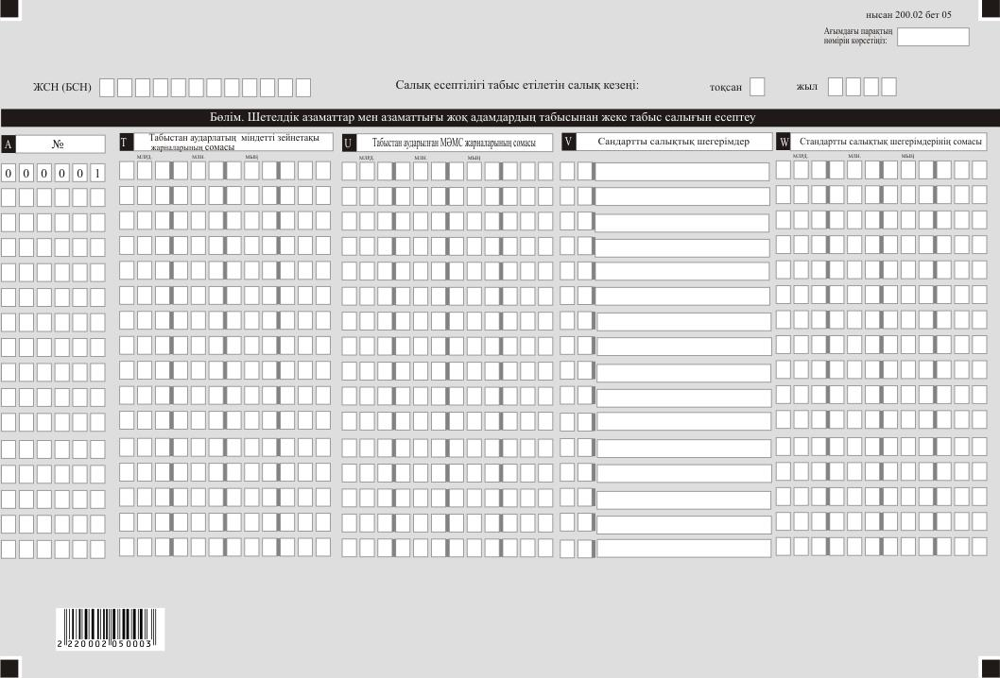 нысан 200.02 бет 05
Ағымдағы парақтың
нөмірін көрсетіңіз:
ЖСН (БСН)
Салық есептілігі табыс етілетін салық кезеңі:
тоқсан
жыл
Бөлім. Шетелдік азаматтар мен азаматтығы жоқ адамдардың табысынан жеке табыс салығын есептеу
A №
T Табыстан аударлатың міндетті зейнетақы
жарналарының сомасы
U Табыстан аударылған МӘМС жарналарының сомасы
V Сандартты салықтық шегерімдер
W Стандартты салықтық шегерімдерінің сомасы
МЛРД. МЛН. МЫҢ
МЛРД. МЛН. МЫҢ
МЛРД. МЛН. МЫҢ
0 0 0 0 0 1
2 220002 050003